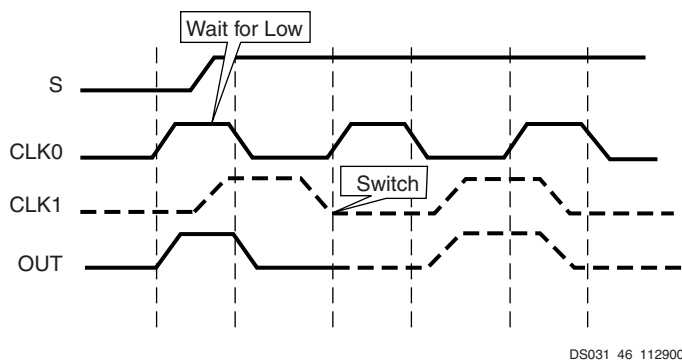 Wait for Low
S
CLK0
CLK1
Switch
OUT
DS031_46_112900